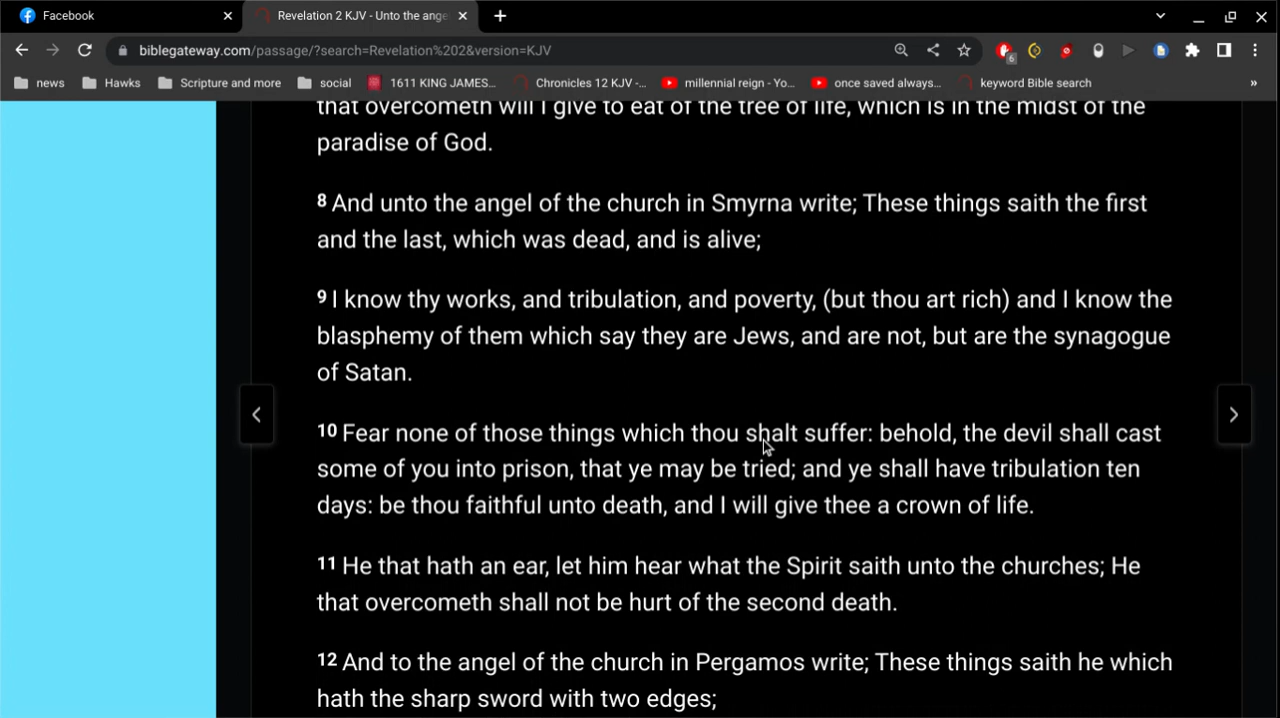 Facebook
Revelation 2 KJV - Unto the ange
biblegateway.com/passage/?search=Revelation%202&version=KJV
6
news Hawks Scripture and more social 1611 KING JAMES... Chronicles 12 KJV -... millennial reign - Yo... once saved always... keyword Bible search »
that overcometh will I give to eat of the tree of life, which is in the midst of the
paradise of God.
8 And unto the angel of the church in Smyrna write; These things saith the first
and the last, which was dead, and is alive;
9 I know thy works, and tribulation, and poverty, (but thou art rich) and I know the
blasphemy of them which say they are Jews, and are not, but are the synagogue
of Satan.
10 Fear none of those things which thou shalt suffer: behold, the devil shall cast
some of you into prison, that ye may be tried; and ye shall have tribulation ten
days: be thou faithful unto death, and I will give thee a crown of life.
11 He that hath an ear, let him hear what the Spirit saith unto the churches; He
that overcometh shall not be hurt of the second death.
12 And to the angel of the church in Pergamos write; These things saith he which
hath the sharp sword with two edges;